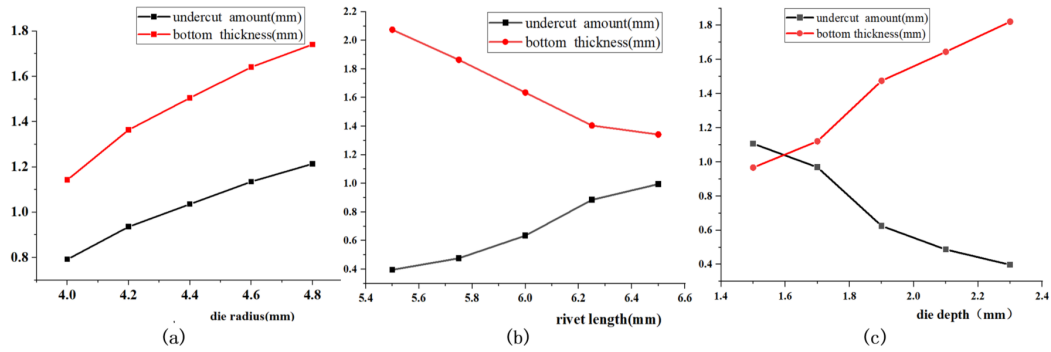 undercut amount(mm)
bottom thickness(mm)
1.8
1.6
1.4
1.2
1.0
0.8
4.0 4.2 4.4 4.6 4.8
die radius(mm)
(a)
undercut amount(mm)
bottom thickness(mm)
2.2
2.0
1.8
1.6
1.4
1.2
1.0
0.8
0.6
0.4
5.4 5.6 5.8 6.0 6.2 6.4 6.6
rivet length(mm)
(b)
undercut amount(mm)
bottom thickness(mm)
1.8
1.6
1.4
1.2
1.0
0.8
0.6
0.4
1.4 1.6 1.8 2.0 2.2 2.4
die depth（mm）
(c)